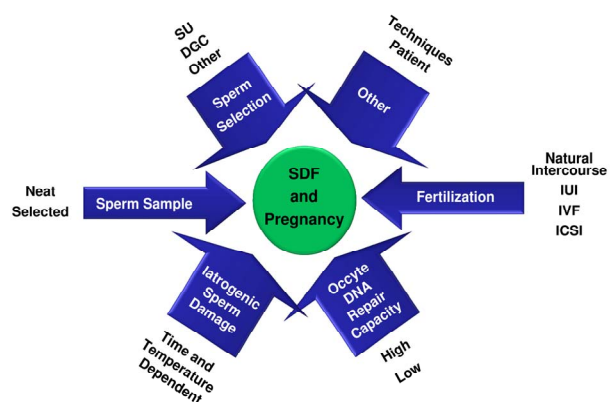 SU
DGC
Other
Sperm
Selection
Techniques
Patient
Other
Neat
Selected
Sperm Sample
SDF
and
Pregnancy
Fertilization
Natural
Intercourse
IUI
IVF
ICSI
Iatrogenic
Sperm
Damage
Time and
Temperature
Dependent
Occyte
DNA
Repair
Capacity
High
Low